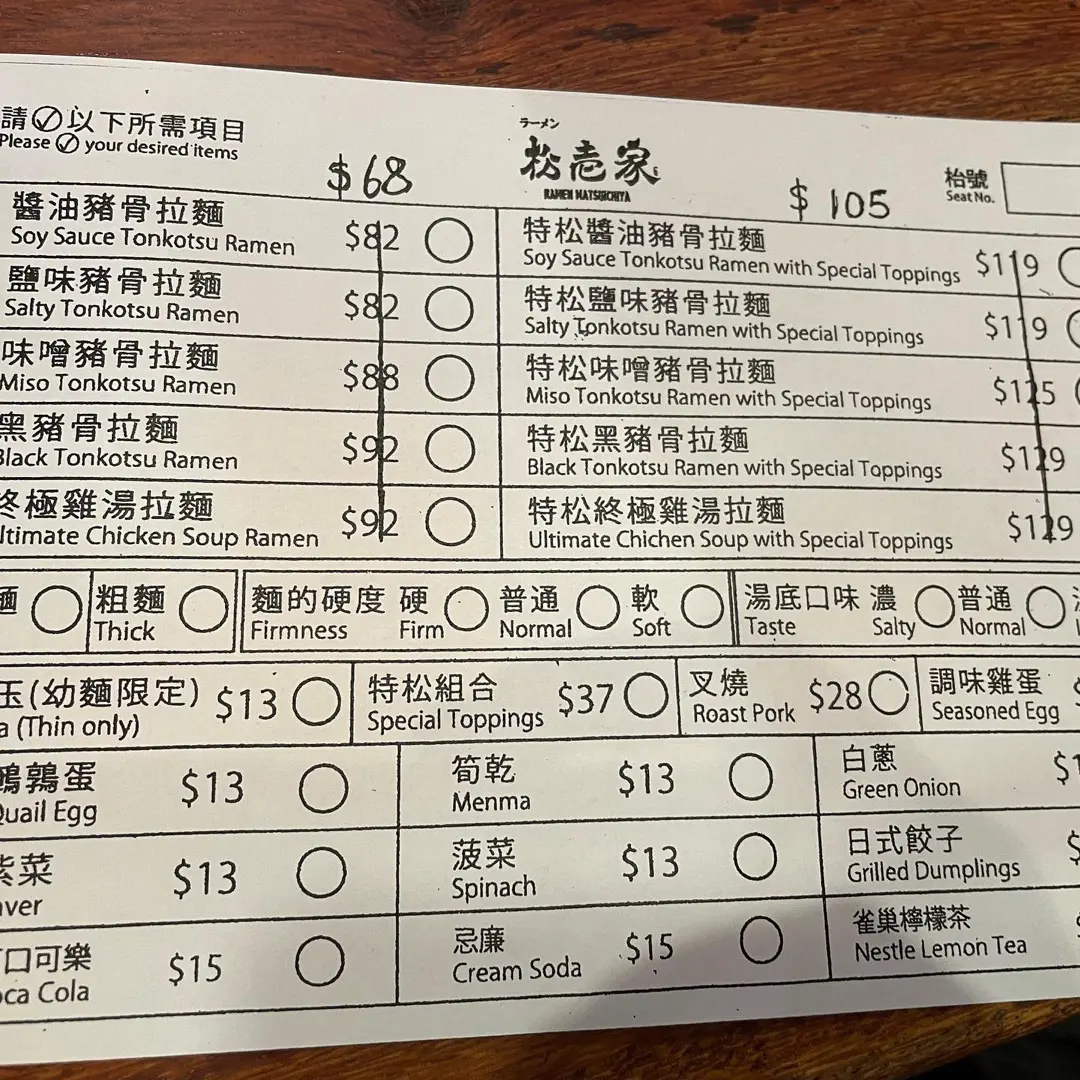 請✓以下所需項目
Please ✓ your desired items
ラーメン
松壱家
RAMEN MATSUICHIYA
枱號
Seat No.
$68
$105
醬油豬骨拉麵
Soy Sauce Tonkotsu Ramen $82
特松醬油豬骨拉麵
Soy Sauce Tonkotsu Ramen with Special Toppings $119
鹽味豬骨拉麵
Salty Tonkotsu Ramen $82
特松鹽味豬骨拉麵
Salty Tonkotsu Ramen with Special Toppings $119
味噌豬骨拉麵
Miso Tonkotsu Ramen $88
特松味噌豬骨拉麵
Miso Tonkotsu Ramen with Special Toppings $125
黑豬骨拉麵
Black Tonkotsu Ramen $92
特松黑豬骨拉麵
Black Tonkotsu Ramen with Special Toppings $129
終極雞湯拉麵
ltimate Chicken Soup Ramen $92
特松終極雞湯拉麵
Ultimate Chichen Soup with Special Toppings $129
麵 粗麵 麵的硬度 硬 普通 軟 湯底口味 濃 普通
Thick Firmness Firm Normal Soft Taste Salty Normal
玉(幼麵限定) $13 特松組合 $37 叉燒 $28 調味雞蛋
a (Thin only) Special Toppings Roast Pork Seasoned Egg
鵪鶉蛋 $13 筍乾 $13 白蔥
Quail Egg Menma Green Onion
紫菜 $13 菠菜 $13 日式餃子
aver Spinach Grilled Dumplings
口可樂 $15 忌廉 $15 雀巢檸檬茶
oca Cola Cream Soda Nestle Lemon Tea